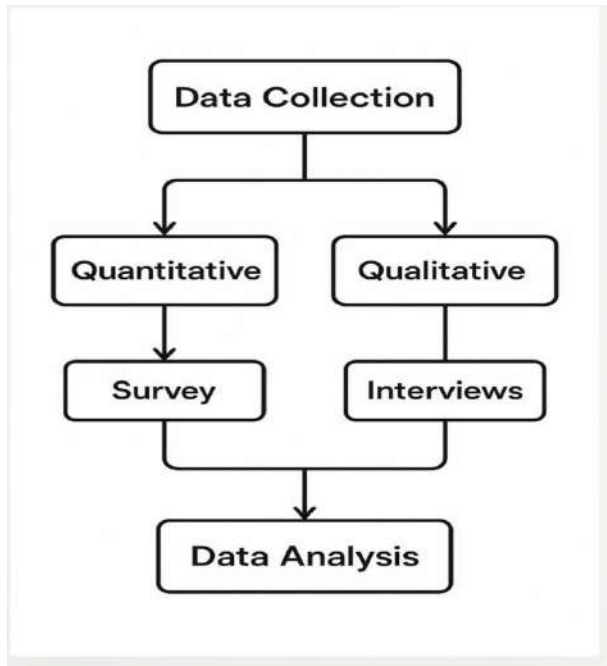 Data Collection
Quantitative
Qualitative
Survey
Interviews
Data Analysis